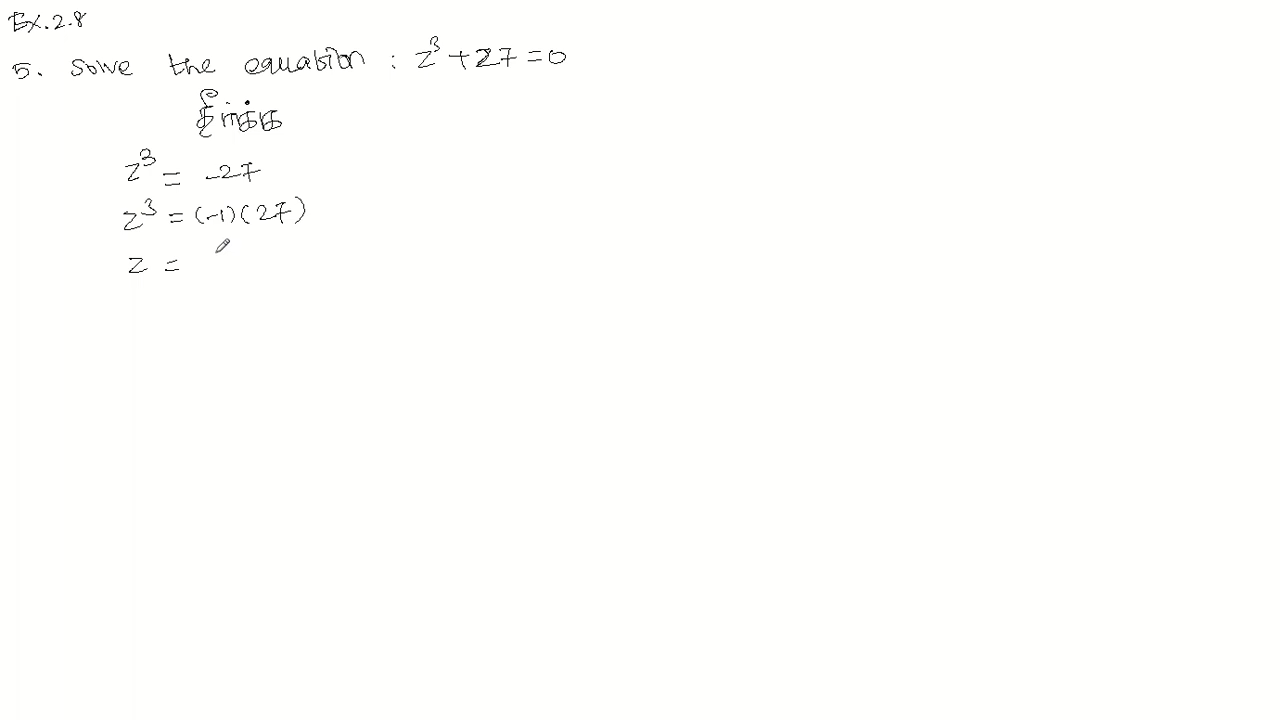 Ex.2.8
5. Solve the equation : z³ + 27 = 0
தீர்க்க
z³ = -27
z³ = (-1)(27)
z =